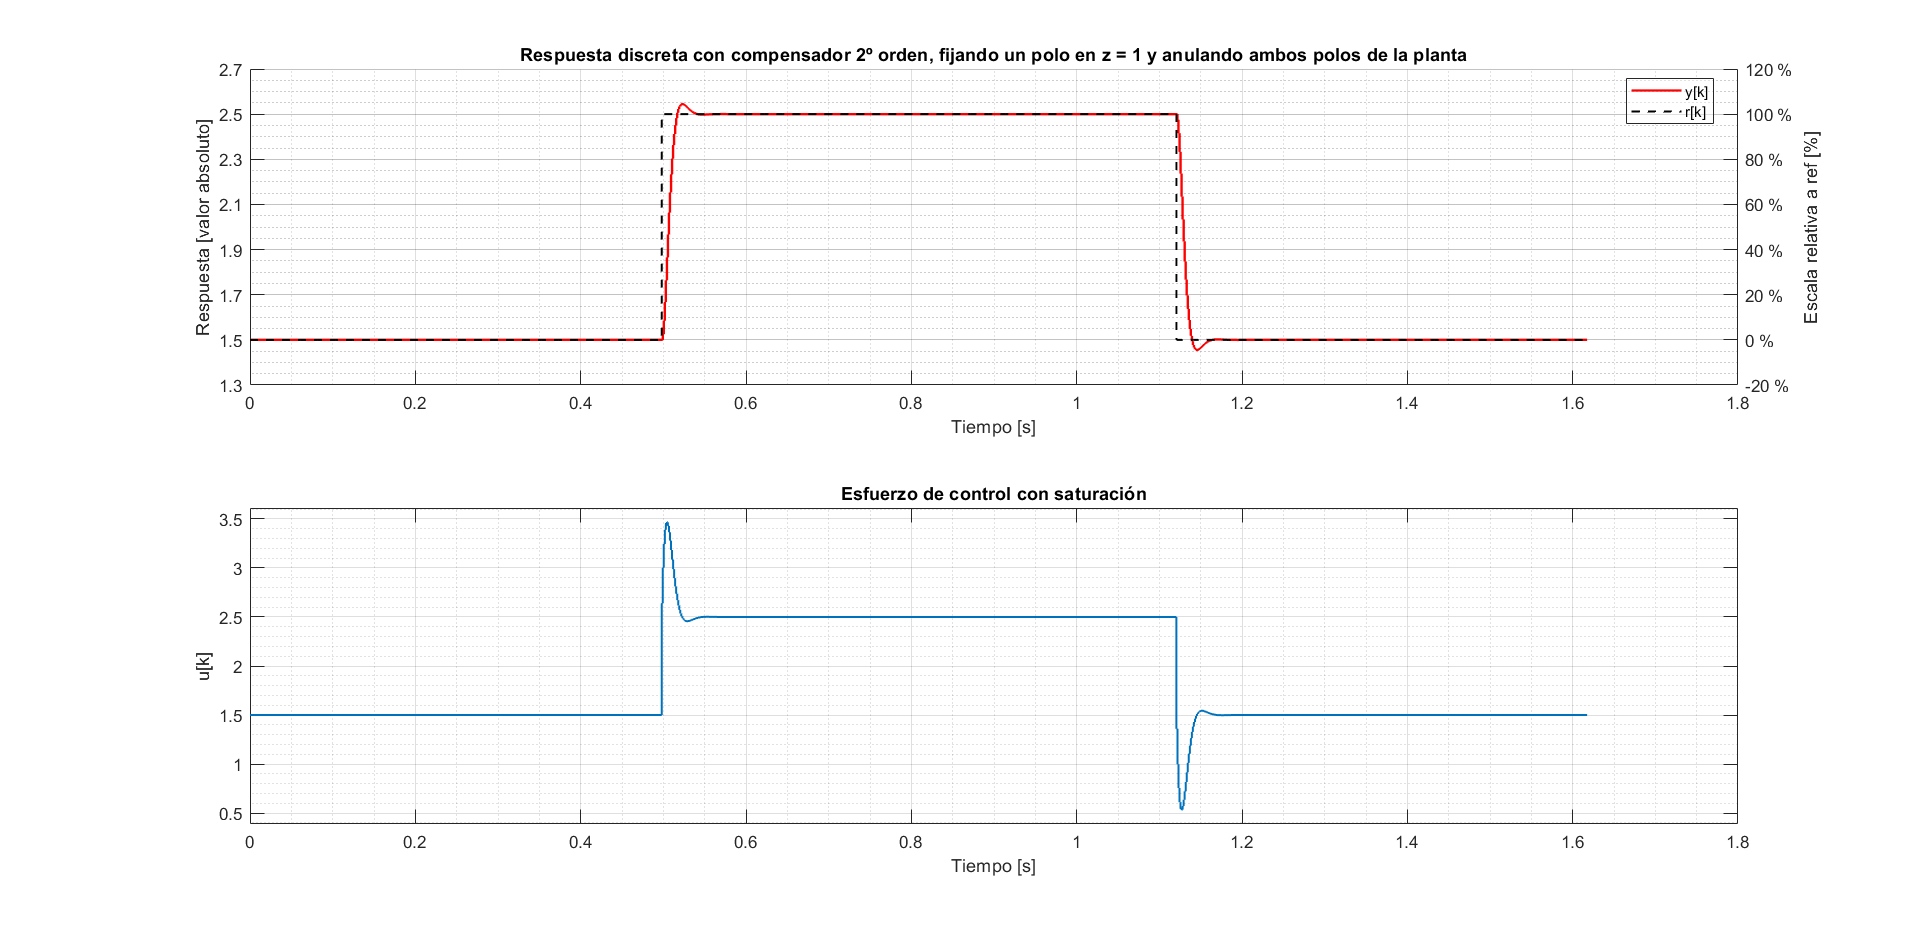 Respuesta discreta con compensador 2º orden, fijando un polo en z = 1 y anulando ambos polos de la planta
2.7
2.5
2.3
2.1
1.9
1.7
1.5
1.3
Respuesta [valor absoluto]
120 %
100 %
80 %
60 %
40 %
20 %
0 %
-20 %
Escala relativa a ref [%]
y[k]
r[k]
0 0.2 0.4 0.6 0.8 1 1.2 1.4 1.6 1.8
Tiempo [s]
Esfuerzo de control con saturación
3.5
3
2.5
2
1.5
1
0.5
u[k]
0 0.2 0.4 0.6 0.8 1 1.2 1.4 1.6 1.8
Tiempo [s]